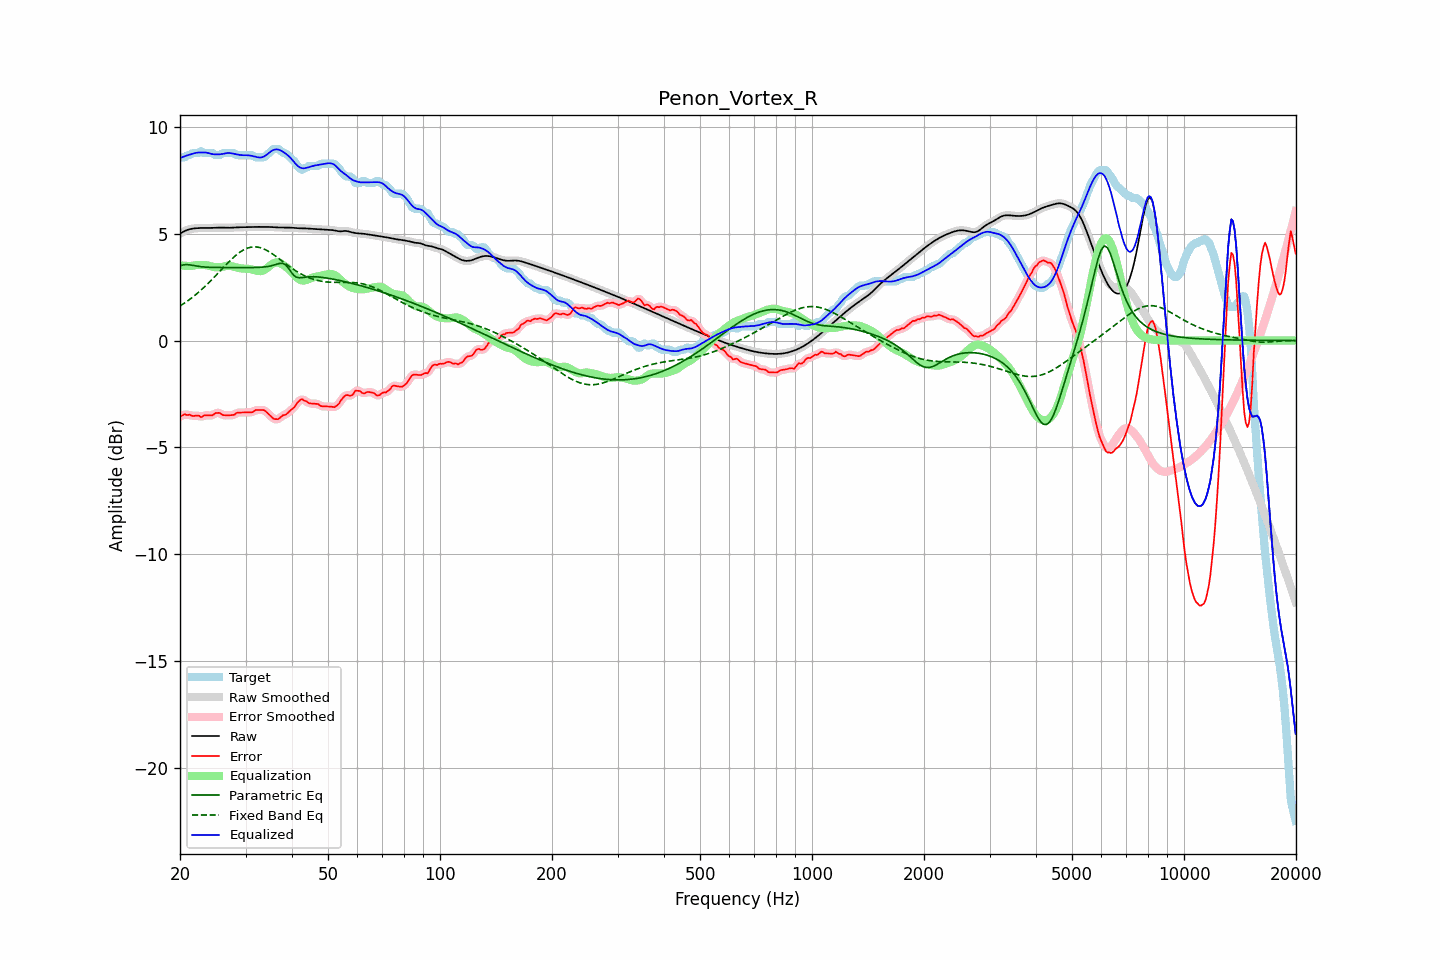 Penon_Vortex_R
10
5
0
−5
−10
−15
−20
Amplitude (dBr)
Target
Raw Smoothed
Error Smoothed
Raw
Error
Equalization
Parametric Eq
Fixed Band Eq
Equalized
20 50 100 200 500 1000 2000 5000 10000 20000
Frequency (Hz)